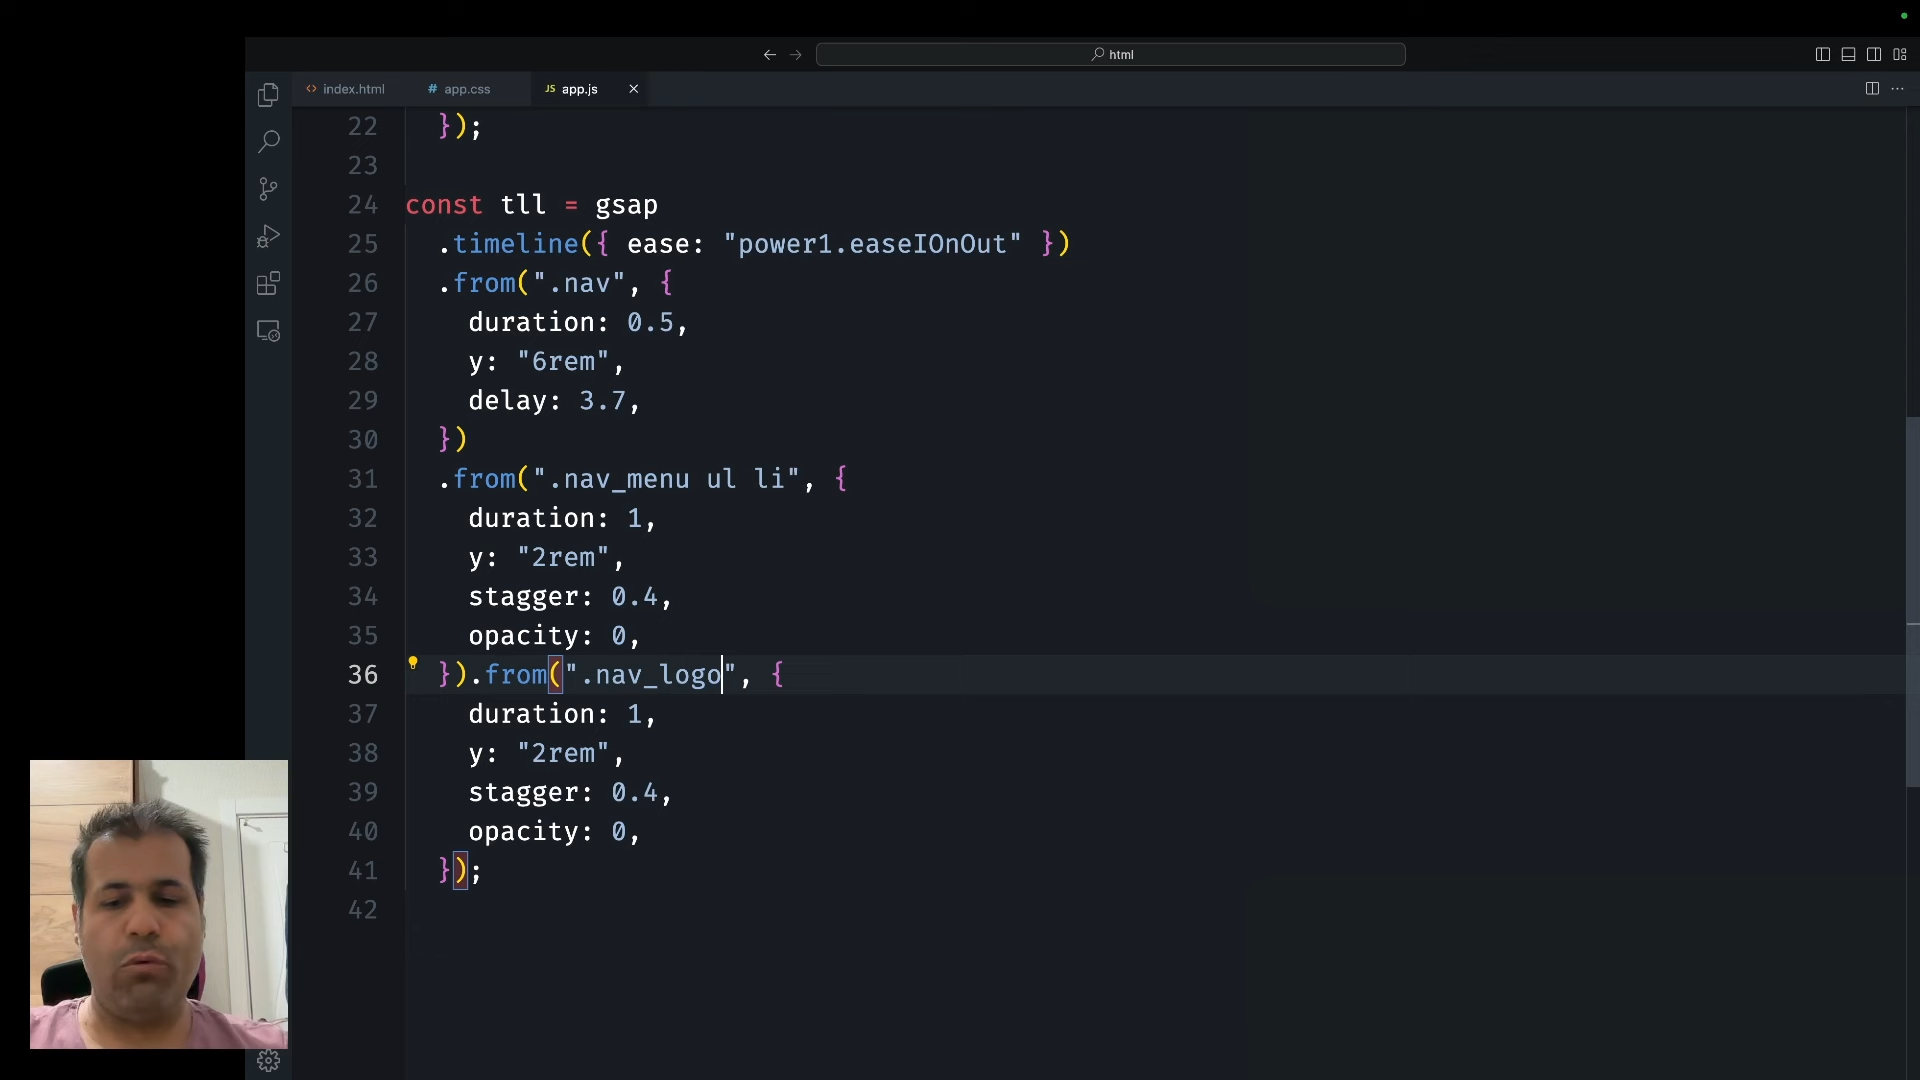 html
index.html
# app.css
JS app.js
22 });
23
24 const tll = gsap
25 .timeline({ ease: "power1.easeIOnOut" })
26 .from(".nav", {
27 duration: 0.5,
28 y: "6rem",
29 delay: 3.7,
30 })
31 .from(".nav_menu ul li", {
32 duration: 1,
33 y: "2rem",
34 stagger: 0.4,
35 opacity: 0,
36 }).from(".nav_logo", {
37 duration: 1,
38 y: "2rem",
39 stagger: 0.4,
40 opacity: 0,
41 });
42